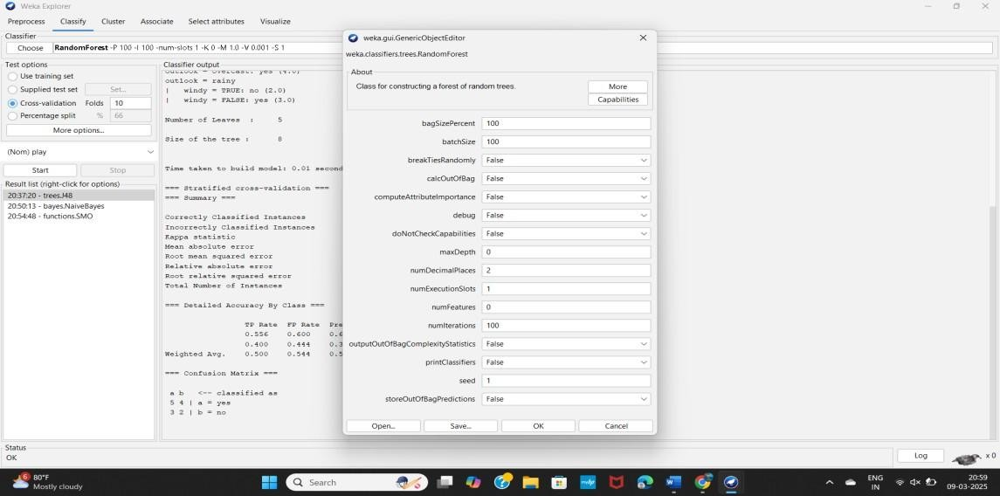 Weka Explorer
Preprocess Classify Cluster Associate Select attributes Visualize
Classifier
Choose RandomForest -P 100 -I 100 -num-slots 1 -K 0 -M 1.0 -V 0.001 -S 1
Test options
Use training set
Supplied test set Set...
Cross-validation Folds 10
Percentage split % 66
More options...
(Nom) play
Start Stop
Result list (right-click for options)
20:37:20 - trees.J48
20:50:13 - bayes.NaiveBayes
20:54:48 - functions.SMO
Classifier output
outlook = overcast: yes (4.0)
outlook = rainy
| windy = TRUE: no (2.0)
| windy = FALSE: yes (3.0)
Number of Leaves : 5
Size of the tree : 8
Time taken to build model: 0.01 second
=== Stratified cross-validation ===
=== Summary ===
Correctly Classified Instances
Incorrectly Classified Instances
Kappa statistic
Mean absolute error
Root mean squared error
Relative absolute error
Root relative squared error
Total Number of Instances
=== Detailed Accuracy By Class ===
TP Rate FP Rate Pre
0.556 0.600 0.6
0.400 0.444 0.3
Weighted Avg. 0.500 0.544 0.5
=== Confusion Matrix ===
a b <-- classified as
5 4 | a = yes
3 2 | b = no
weka.gui.GenericObjectEditor
weka.classifiers.trees.RandomForest
About
Class for constructing a forest of random trees.
More
Capabilities
bagSizePercent 100
batchSize 100
breakTiesRandomly False
calcOutOfBag False
computeAttributeImportance False
debug False
doNotCheckCapabilities False
maxDepth 0
numDecimalPlaces 2
numExecutionSlots 1
numFeatures 0
numIterations 100
outputOutOfBagComplexityStatistics False
printClassifiers False
seed 1
storeOutOfBagPredictions False
Open... Save... OK Cancel
Status
OK
Log x 0
6
80°F
Mostly cloudy
Search
ENG
IN
20:59
09-03-2025